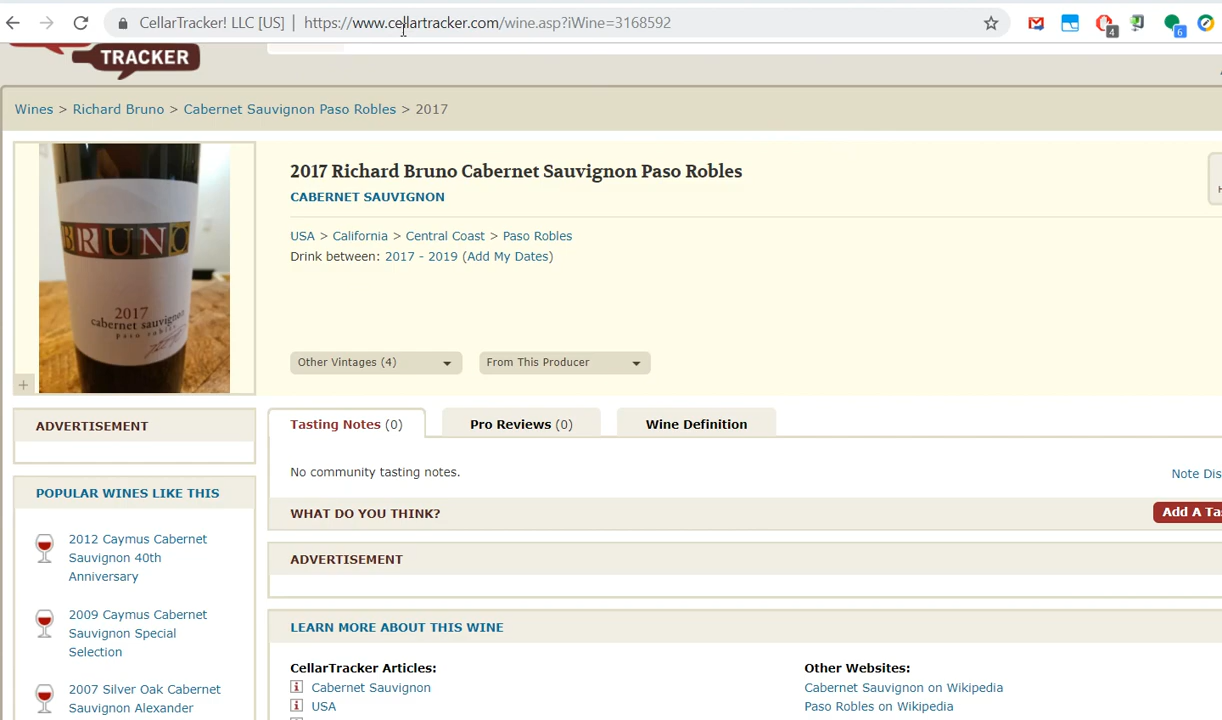 CellarTracker! LLC [US] | https://www.cellartracker.com/wine.asp?iWine=3168592
4
6
TRACKER
Wines > Richard Bruno > Cabernet Sauvignon Paso Robles > 2017
BRUNO
2017
cabernet sauvignon
paso robles
2017 Richard Bruno Cabernet Sauvignon Paso Robles
CABERNET SAUVIGNON
USA > California > Central Coast > Paso Robles
Drink between: 2017 - 2019 (Add My Dates)
Other Vintages (4)
From This Producer
Tasting Notes (0)
Pro Reviews (0)
Wine Definition
No community tasting notes.
Note Dis
WHAT DO YOU THINK?
Add A Tas
ADVERTISEMENT
LEARN MORE ABOUT THIS WINE
CellarTracker Articles:
Cabernet Sauvignon
USA
Other Websites:
Cabernet Sauvignon on Wikipedia
Paso Robles on Wikipedia
ADVERTISEMENT
POPULAR WINES LIKE THIS
2012 Caymus Cabernet
Sauvignon 40th
Anniversary
2009 Caymus Cabernet
Sauvignon Special
Selection
2007 Silver Oak Cabernet
Sauvignon Alexander